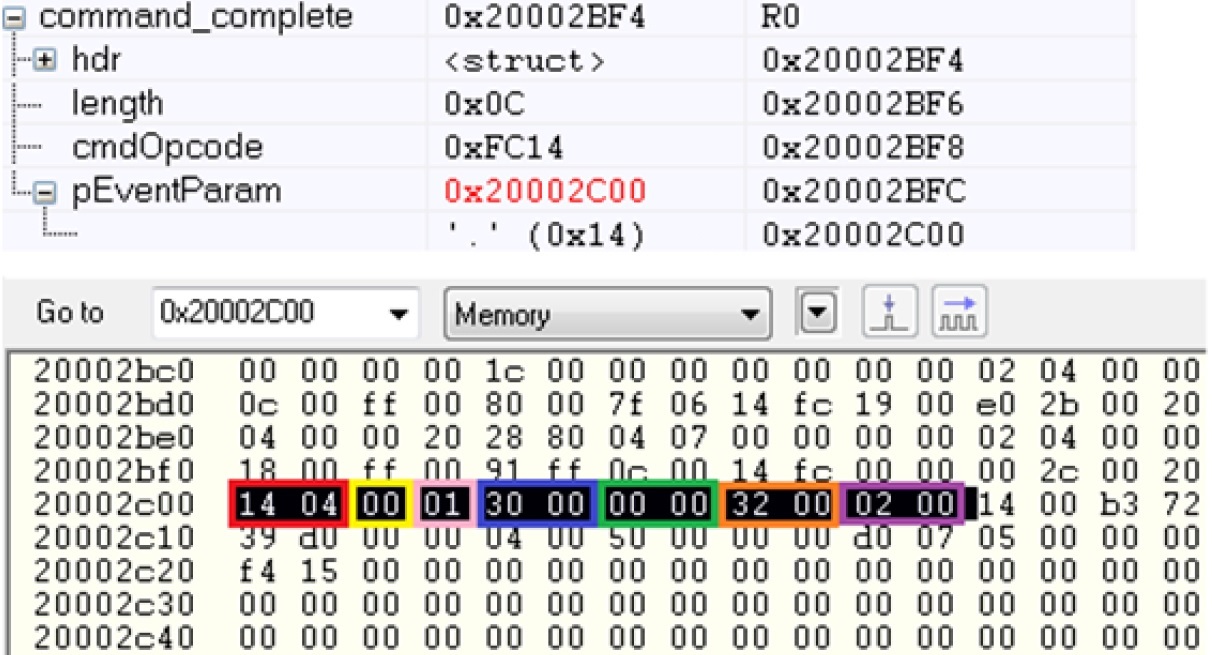 command_complete 0x20002BF4 R0
hdr <struct> 0x20002BF4
length 0x0C 0x20002BF6
cmdOpcode 0xFC14 0x20002BF8
pEventParam 0x20002C00 0x20002BFC
'.' (0x14) 0x20002C00
Go to 0x20002C00 Memory
20002bc0 00 00 00 00 1c 00 00 00 00 00 00 00 02 04 00 00
20002bd0 0c 00 ff 00 80 00 7f 06 14 fc 19 00 e0 2b 00 20
20002be0 04 00 00 20 28 80 04 07 00 00 00 00 02 04 00 00
20002bf0 18 00 ff 00 91 ff 0c 00 14 fc 00 00 00 2c 00 20
20002c00 14 04 00 01 30 00 00 00 32 00 02 00 14 00 b3 72
20002c10 39 d0 00 00 04 00 50 00 00 00 d0 07 05 00 00 00
20002c20 f4 15 00 00 00 00 00 00 00 00 00 00 00 00 00 00
20002c30 00 00 00 00 00 00 00 00 00 00 00 00 00 00 00 00
20002c40 00 00 00 00 00 00 00 00 00 00 00 00 00 00 00 00